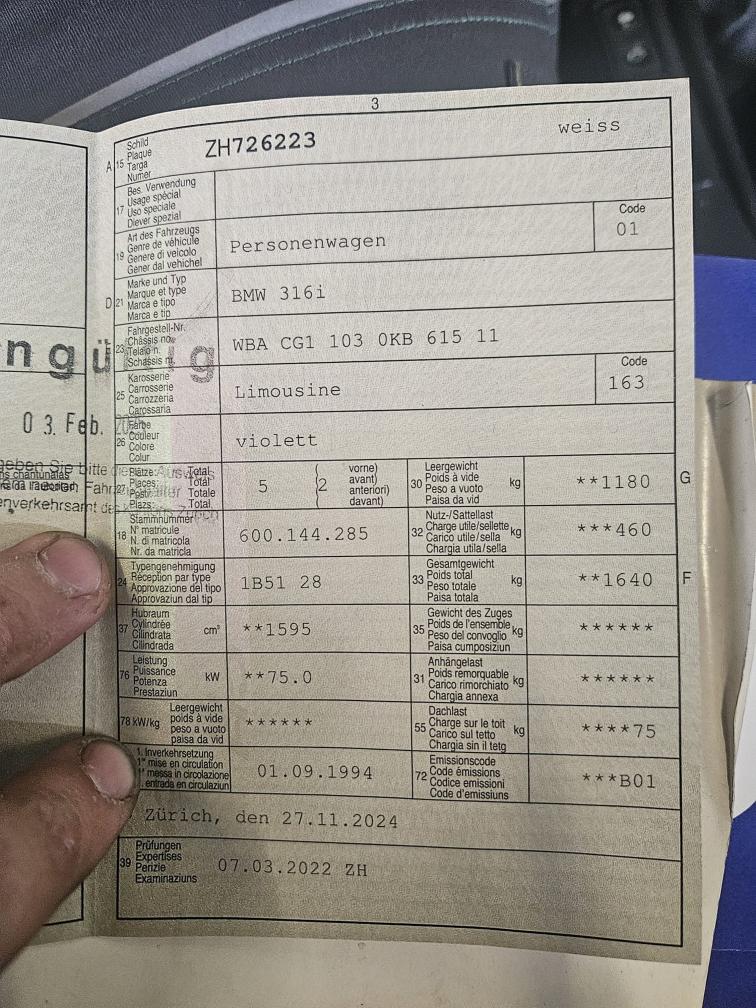 3
A 15 Schild
Plaque
Targa
Numer
ZH726223
weiss
17 Bes. Verwendung
Usage spécial
Uso speciale
Diever spezial
19 Art des Fahrzeugs
Genre de véhicule
Genere di veicolo
Gener dal vehichel
Personenwagen
Code
01
D 21 Marke und Typ
Marque et type
Marca e tipo
Marca e tip
BMW 316i
23 Fahrgestell-Nr.
Châssis no.
Telaio n.
Schassis nr.
WBA CG1 103 0KB 615 11
25 Karosserie
Carrosserie
Carrozzeria
Carossaria
Limousine
Code
163
26 Farbe
Couleur
Colore
Colur
violett
27 Plätze: Total
Places: Total
Posti: Totale
Plazs: Total
5
(2
vorne)
avant)
anteriori)
davant)
30 Leergewicht
Poids à vide
Peso a vuoto
Paisa da vid
kg
**1180
G
18 Stammnummer
N° matricule
N. di matricola
Nr. da matricla
600.144.285
32 Nutz-/Sattellast
Charge utile/sellette
Carico utile/sella
Chargia utila/sella
kg
***460
24 Typengenehmigung
Réception par type
Approvazione del tipo
Approvaziun dal tip
1B51 28
33 Gesamtgewicht
Poids total
Peso totale
Paisa totala
kg
**1640
F
37 Hubraum
Cylindrée
Cilindrata
Cilindrada
cm³
**1595
35 Gewicht des Zuges
Poids de l'ensemble
Peso del convoglio
Paisa cumposiziun
kg
******
76 Leistung
Puissance
Potenza
Prestaziun
kW
**75.0
31 Anhängelast
Poids remorquable
Carico rimorchiato
Chargia annexa
kg
******
78 kW/kg
Leergewicht
poids à vide
peso a vuoto
paisa da vid
******
55 Dachlast
Charge sur le toit
Carico sul tetto
Chargia sin il tetg
kg
****75
1. Inverkehrsetzung
1re mise en circulation
1a messa in circolazione
entrada en circulaziun
01.09.1994
72 Emissionscode
Code émissions
Codice emissioni
Code d'emissiuns
***B01
Zürich, den 27.11.2024
39 Prüfungen
Expertises
Perizie
Examinaziuns
07.03.2022 ZH
ngültig
03. Feb.
geben Sie bitte